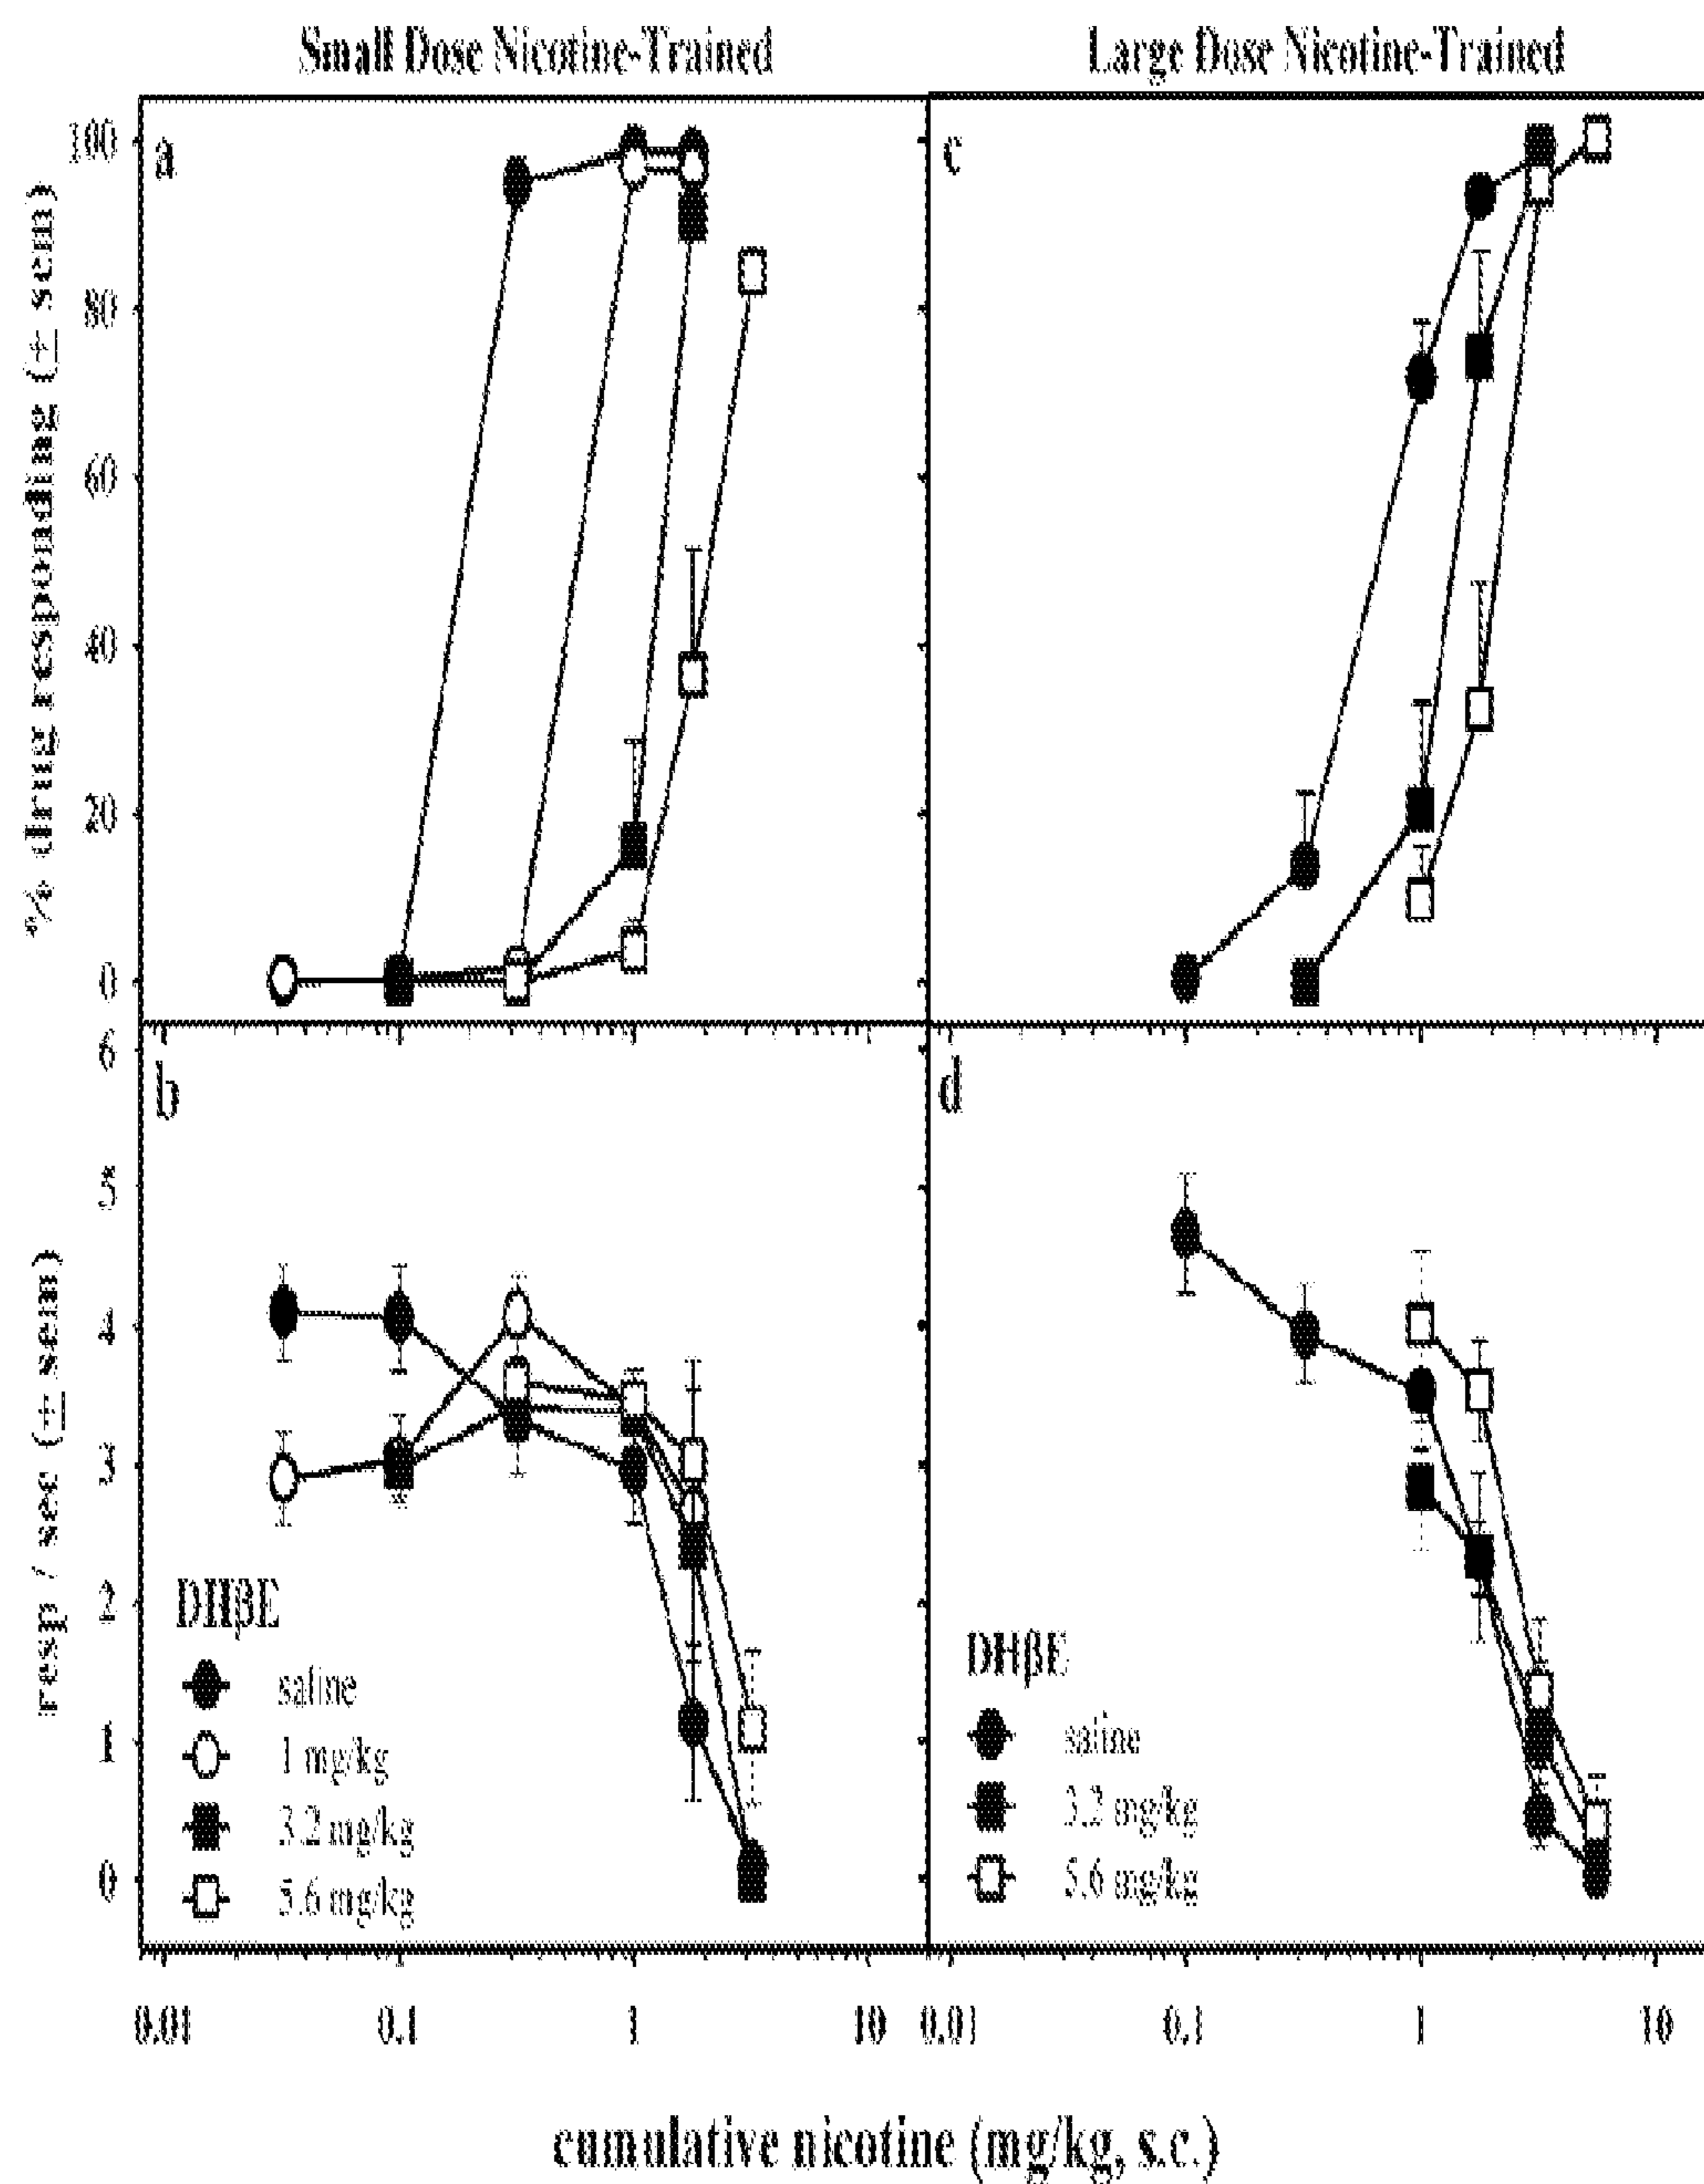 Small Dose Nicotine-Trained
Large Dose Nicotine-Trained
% drug responding (± sem)
100
80
60
40
20
0
a
c
resp / sec (± sem)
6
5
4
3
2
1
0
b
d
DHβE
saline
1 mg/kg
3.2 mg/kg
5.6 mg/kg
DHβE
saline
3.2 mg/kg
5.6 mg/kg
0.01 0.1 1 10
0.01 0.1 1 10
cumulative nicotine (mg/kg, s.c.)